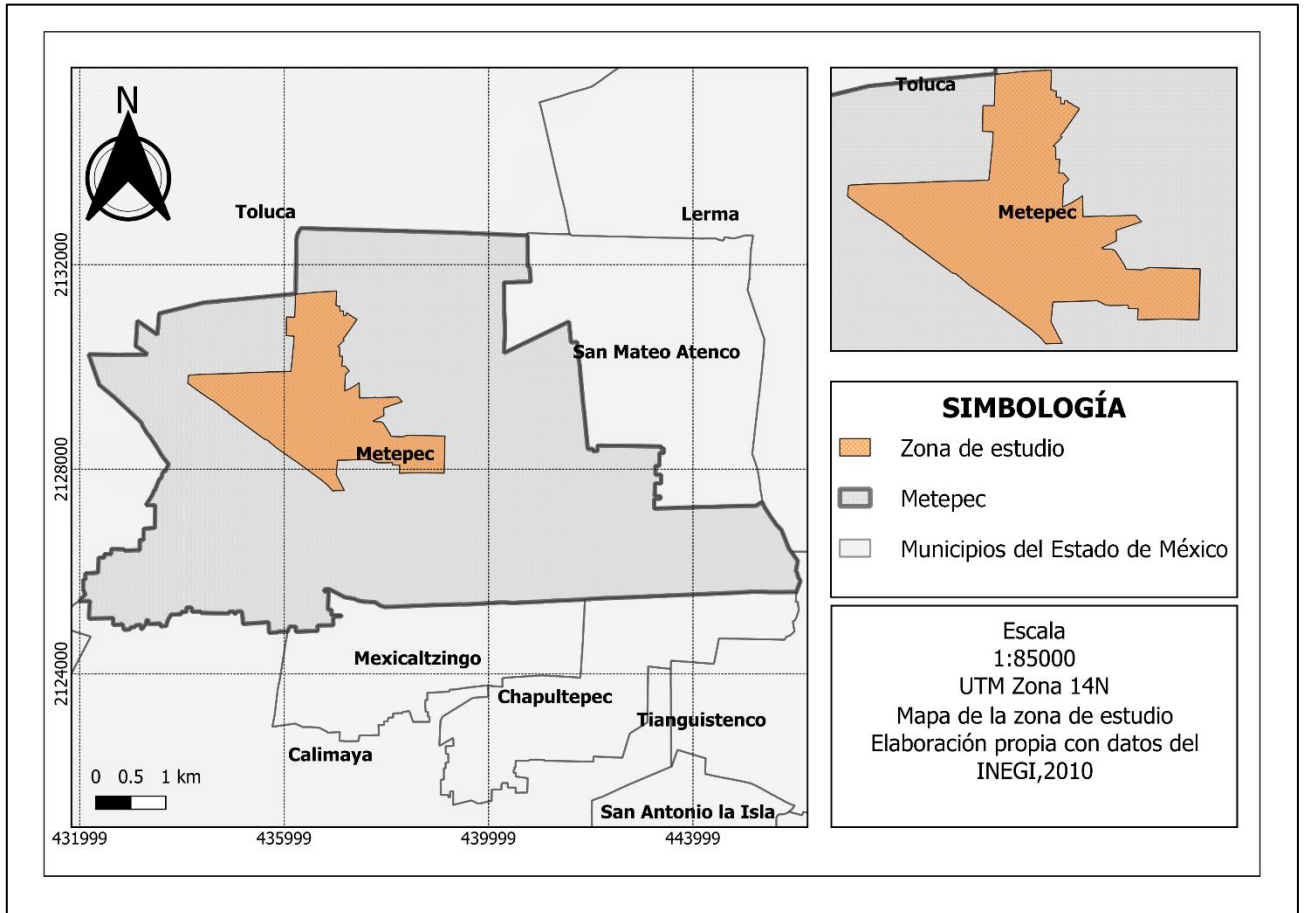 N
Toluca
Lerma
San Mateo Atenco
Metepec
Mexicaltzingo
Chapultepec
Tianguistenco
Calimaya
San Antonio la Isla
0 0.5 1 km
2132000
2128000
2124000
431999
435999
439999
443999
Toluca
Metepec
SIMBOLOGÍA
Zona de estudio
Metepec
Municipios del Estado de México
Escala
1:85000
UTM Zona 14N
Mapa de la zona de estudio
Elaboración propia con datos del
INEGI,2010